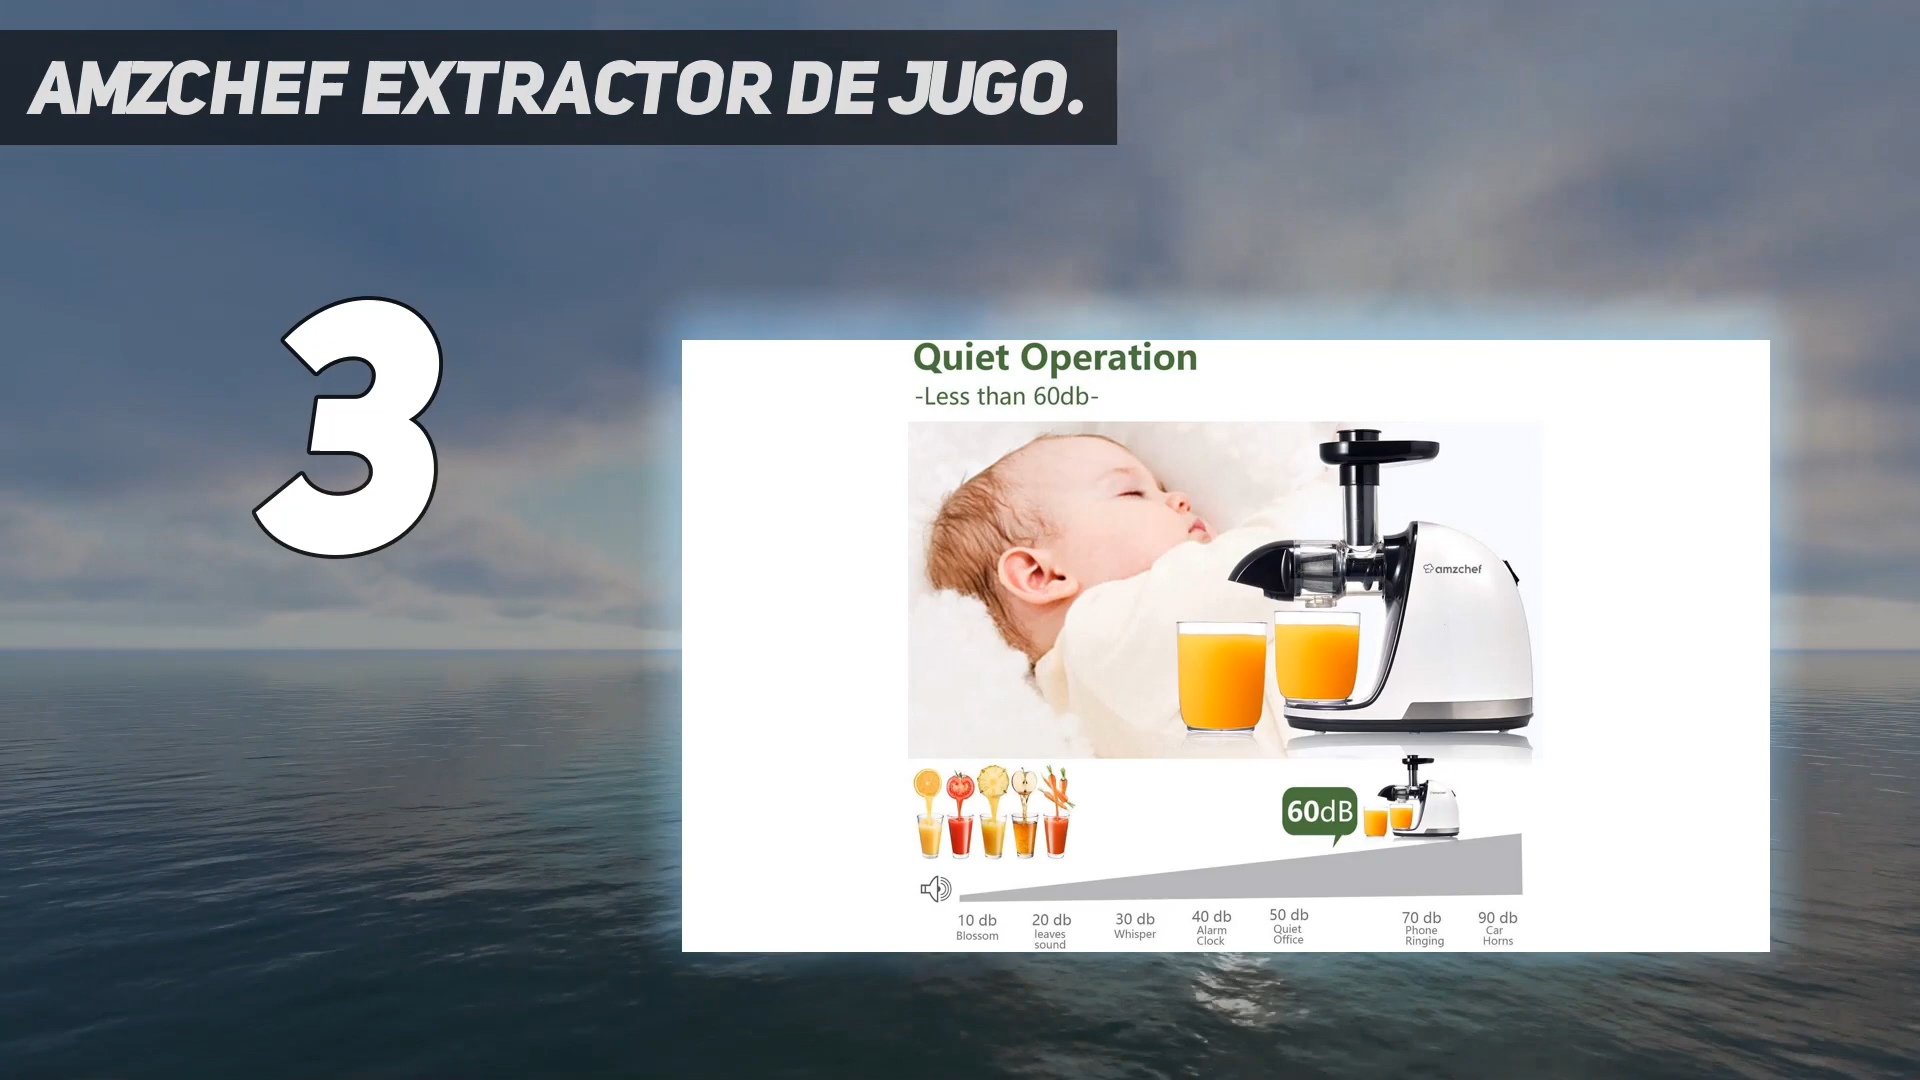 AMZCHEF EXTRACTOR DE JUGO.
3
Quiet Operation
-Less than 60db-
amzchef
60dB
10 db
Blossom
20 db
leaves
sound
30 db
Whisper
40 db
Alarm
Clock
50 db
Quiet
Office
70 db
Phone
Ringing
90 db
Car
Horns